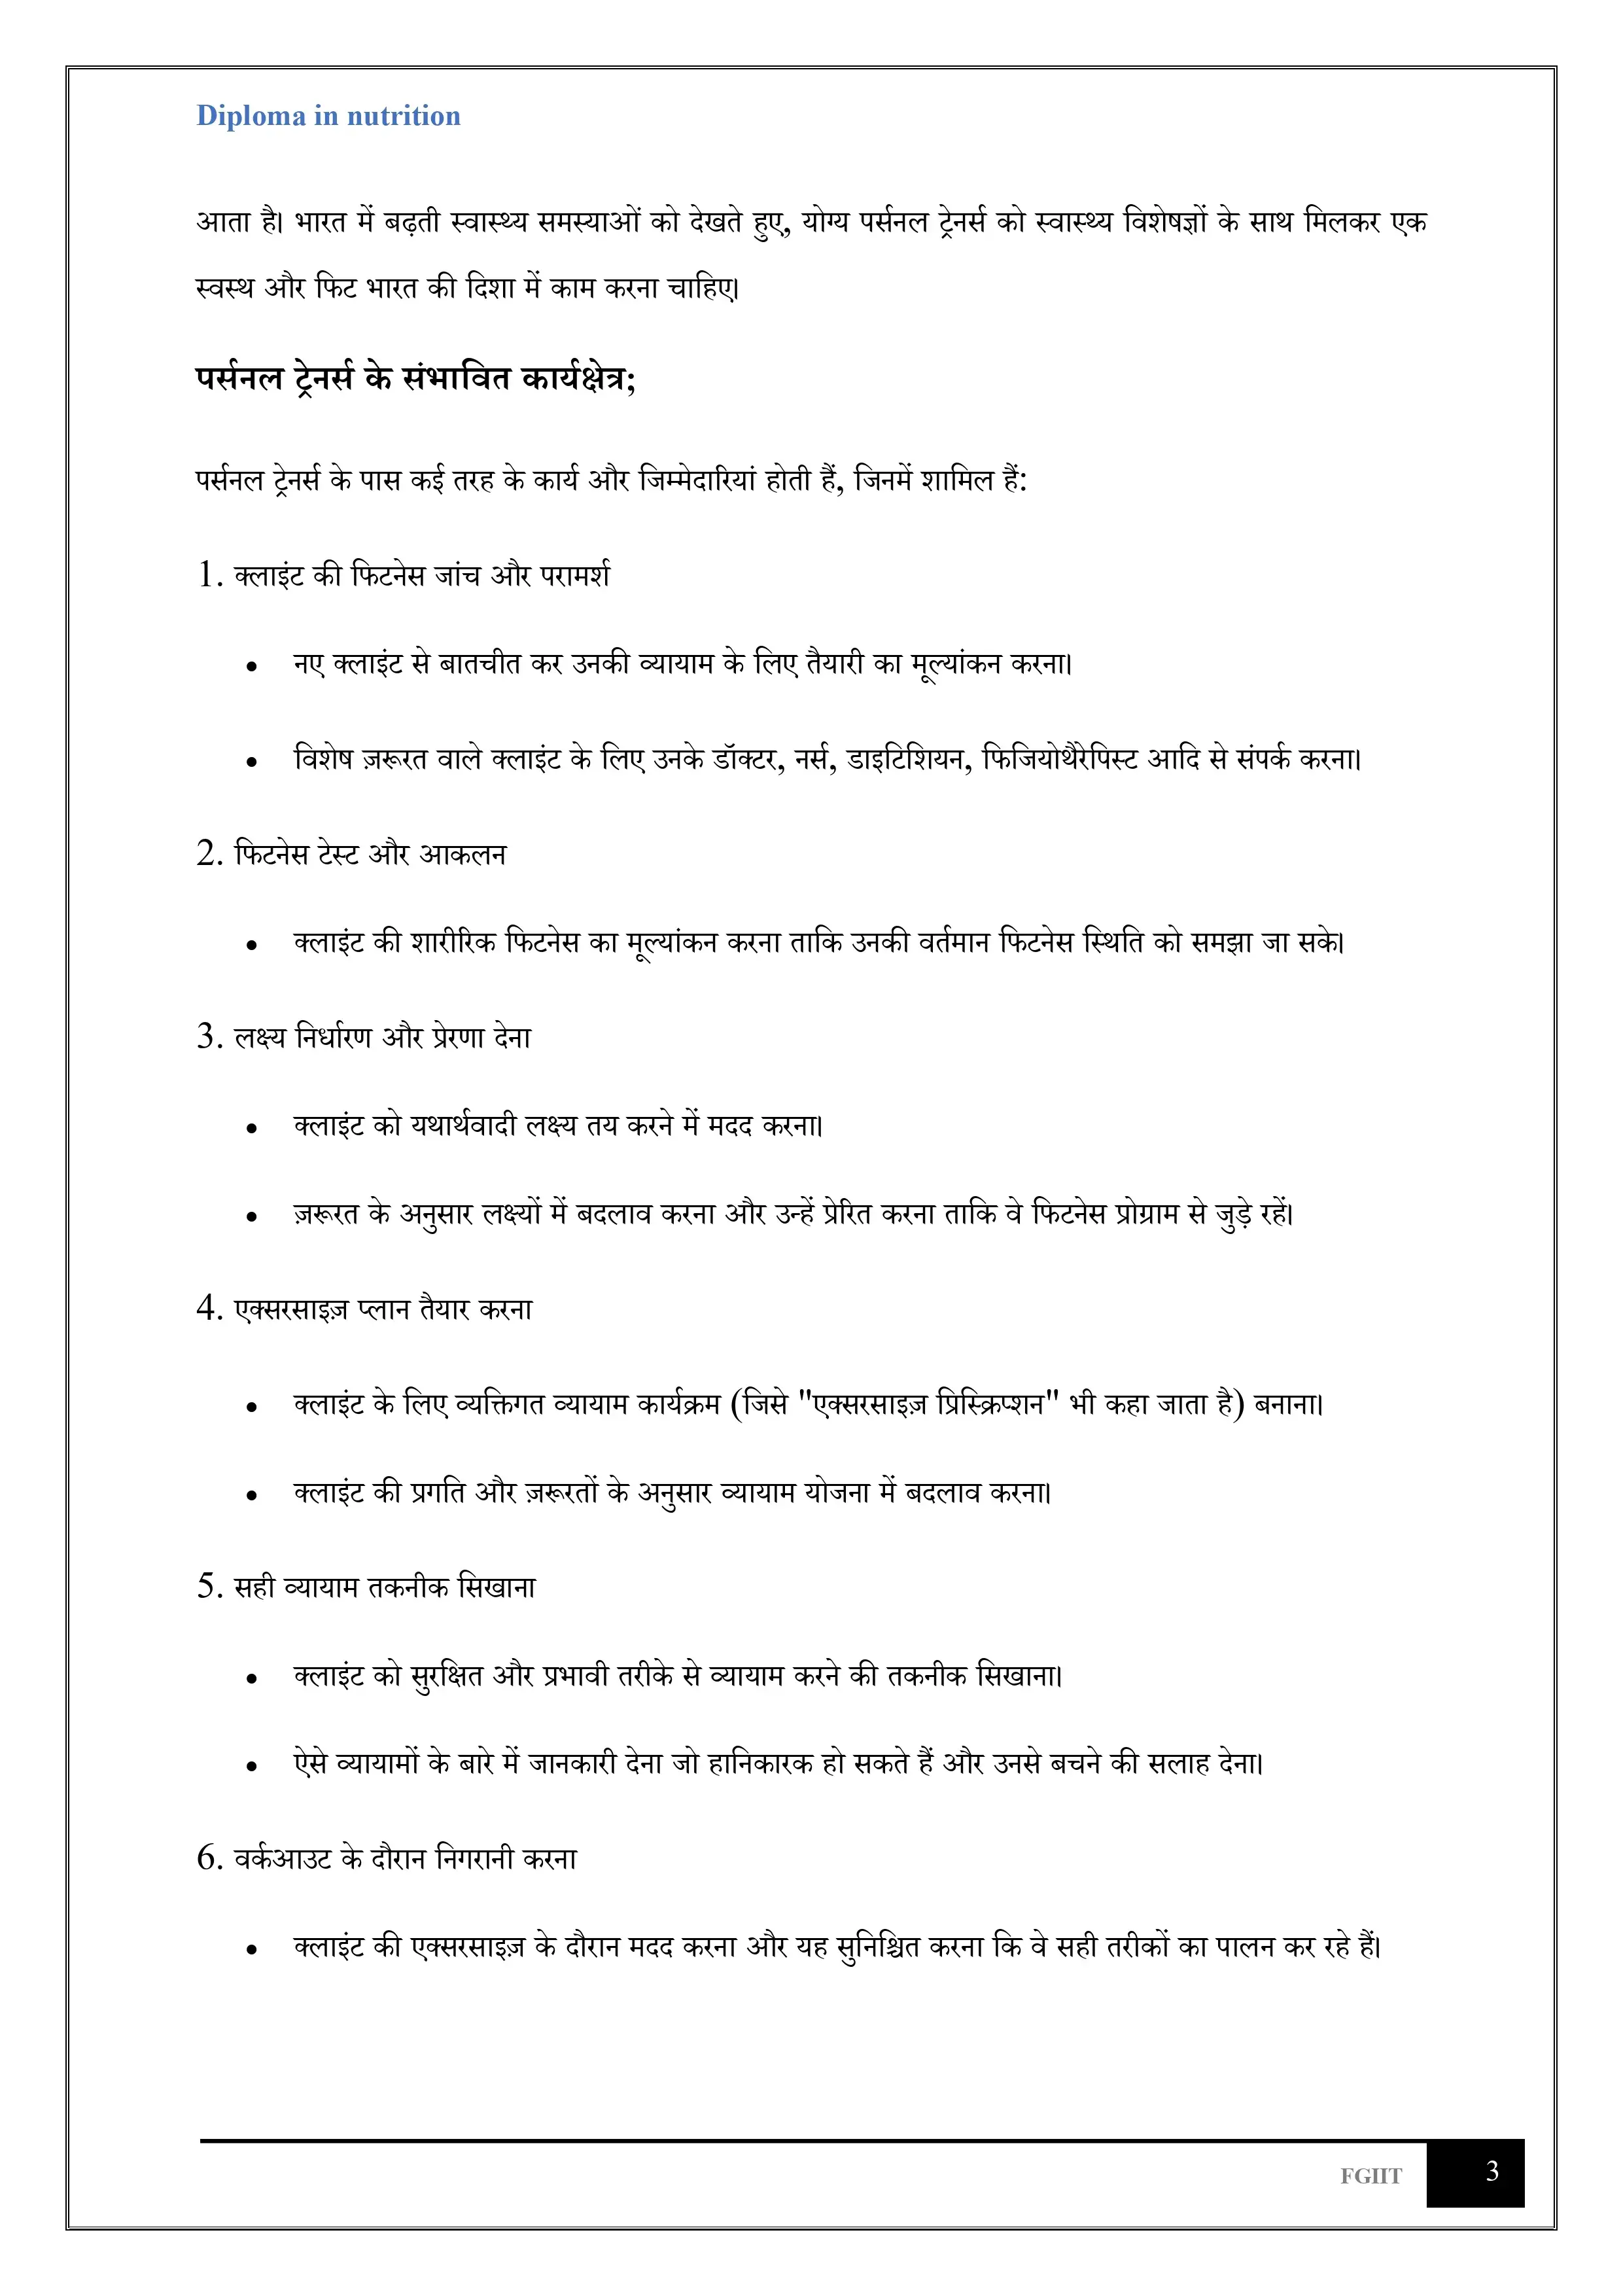 Diploma in nutrition
आता है। भारत में बढ़ती स्वास्थ्य समस्याओं को देखते हुए, योग्य पर्सनल ट्रेनर्स को स्वास्थ्य विशेषज्ञों के साथ मिलकर एक
स्वस्थ और फिट भारत की दिशा में काम करना चाहिए।
पर्सनल ट्रेनर्स के संभावित कार्यक्षेत्र;
पर्सनल ट्रेनर्स के पास कई तरह के कार्य और जिम्मेदारियां होती हैं, जिनमें शामिल हैं:
1. क्लाइंट की फिटनेस जांच और परामर्श
• नए क्लाइंट से बातचीत कर उनकी व्यायाम के लिए तैयारी का मूल्यांकन करना।
• विशेष ज़रूरत वाले क्लाइंट के लिए उनके डॉक्टर, नर्स, डाइटिशियन, फिजियोथैरेपिस्ट आदि से संपर्क करना।
2. फिटनेस टेस्ट और आकलन
• क्लाइंट की शारीरिक फिटनेस का मूल्यांकन करना ताकि उनकी वर्तमान फिटनेस स्थिति को समझा जा सके।
3. लक्ष्य निर्धारण और प्रेरणा देना
• क्लाइंट को यथार्थवादी लक्ष्य तय करने में मदद करना।
• ज़रूरत के अनुसार लक्ष्यों में बदलाव करना और उन्हें प्रेरित करना ताकि वे फिटनेस प्रोग्राम से जुड़े रहें।
4. एक्सरसाइज़ प्लान तैयार करना
• क्लाइंट के लिए व्यक्तिगत व्यायाम कार्यक्रम (जिसे "एक्सरसाइज़ प्रिस्क्रिप्शन" भी कहा जाता है) बनाना।
• क्लाइंट की प्रगति और ज़रूरतों के अनुसार व्यायाम योजना में बदलाव करना।
5. सही व्यायाम तकनीक सिखाना
• क्लाइंट को सुरक्षित और प्रभावी तरीके से व्यायाम करने की तकनीक सिखाना।
• ऐसे व्यायामों के बारे में जानकारी देना जो हानिकारक हो सकते हैं और उनसे बचने की सलाह देना।
6. वर्कआउट के दौरान निगरानी करना
• क्लाइंट की एक्सरसाइज़ के दौरान मदद करना और यह सुनिश्चित करना कि वे सही तरीकों का पालन कर रहे हैं।
FGIIT 3